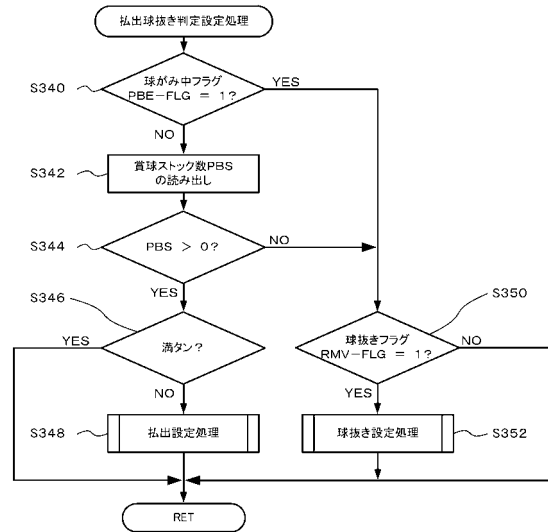 払出球抜き判定設定処理
S340
球がみ中フラグ
PBE-FLG = 1?
YES
NO
S342
賞球ストック数PBS
の読み出し
S344
PBS > 0?
NO
YES
S346
YES
満タン?
NO
S350
球抜きフラグ
RMV-FLG = 1?
NO
YES
S348
払出設定処理
球抜き設定処理
S352
RET